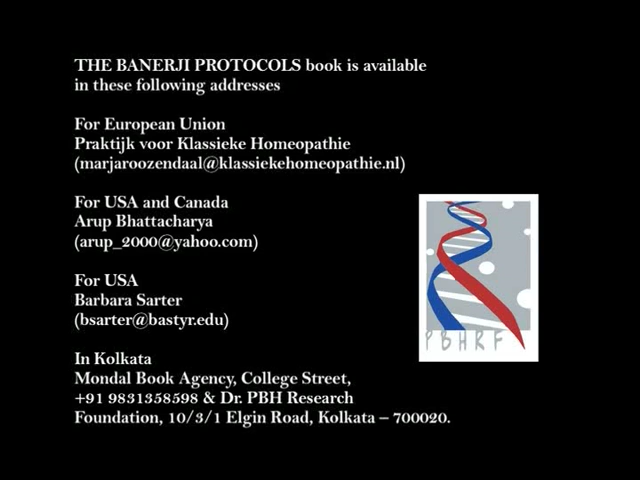 THE BANERJI PROTOCOLS book is available
in these following addresses
For European Union
Praktijk voor Klassieke Homeopathie
(marjaroozendaal@klassiekehomeopathie.nl)
For USA and Canada
Arup Bhattacharya
(arup_2000@yahoo.com)
For USA
Barbara Sarter
(bsarter@bastyr.edu)
In Kolkata
Mondal Book Agency, College Street,
+91 9831358598 & Dr. PBH Research
Foundation, 10/3/1 Elgin Road, Kolkata – 700020.
PBHRF